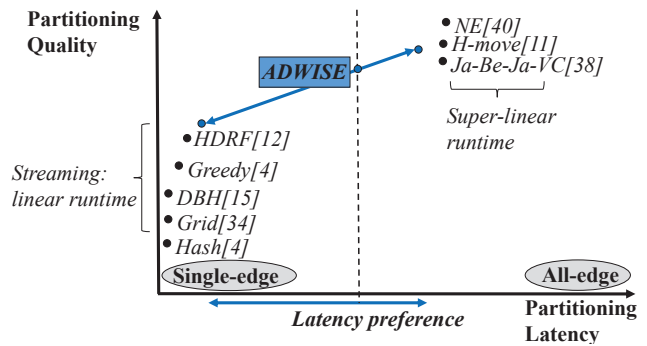 Partitioning
Quality
NE[40]
H-move[11]
Ja-Be-Ja-VC[38]
ADWISE
Super-linear
runtime
HDRF[12]
Streaming:
linear runtime
Greedy[4]
DBH[15]
Grid[34]
Hash[4]
Single-edge
All-edge
Latency preference
Partitioning
Latency